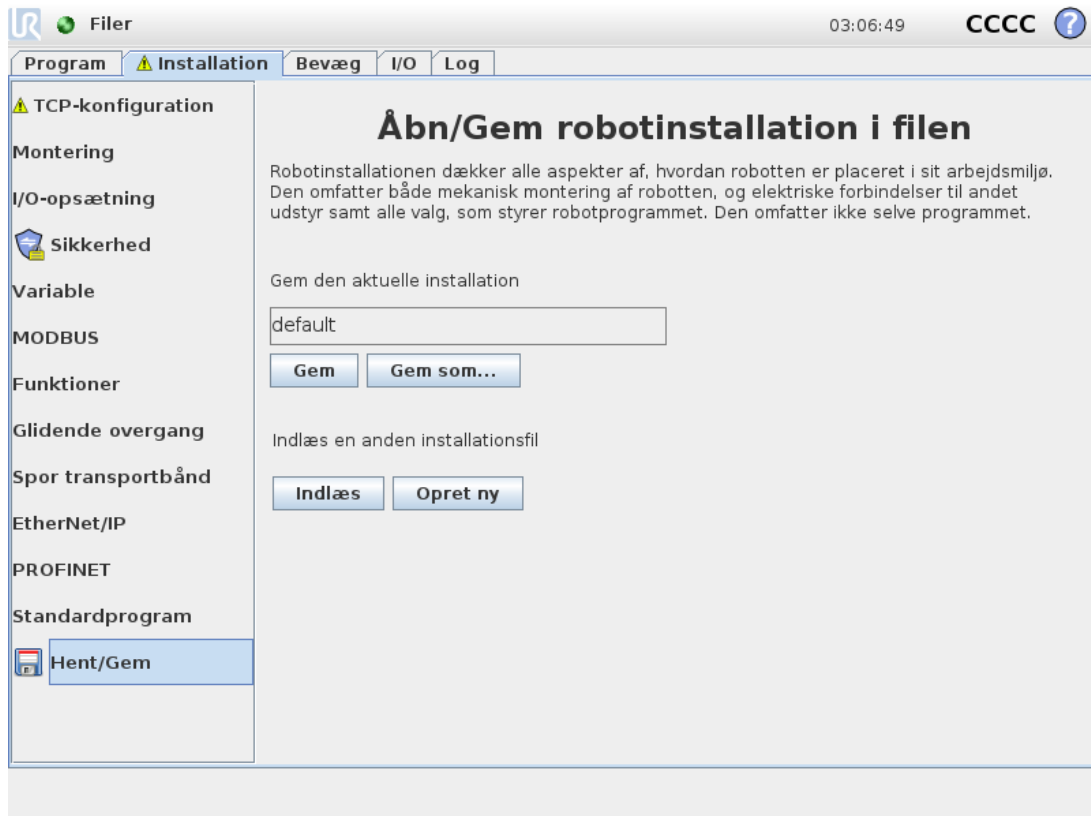 UR
Filer
03:06:49
CCCC
?
Program
Installation
Bevæg
I/O
Log
TCP-konfiguration
Montering
I/O-opsætning
Sikkerhed
Variable
MODBUS
Funktioner
Glidende overgang
Spor transportbånd
EtherNet/IP
PROFINET
Standardprogram
Hent/Gem
Åbn/Gem robotinstallation i filen
Robotinstallationen dækker alle aspekter af, hvordan robotten er placeret i sit arbejdsmiljø.
Den omfatter både mekanisk montering af robotten, og elektriske forbindelser til andet
udstyr samt alle valg, som styrer robotprogrammet. Den omfatter ikke selve programmet.
Gem den aktuelle installation
default
Gem
Gem som...
Indlæs en anden installationsfil
Indlæs
Opret ny